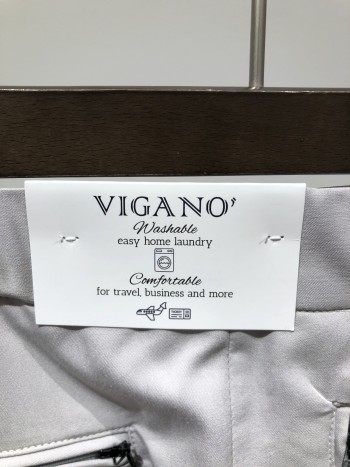 VIGANO'
Washable
easy home laundry
Comfortable
for travel, business and more